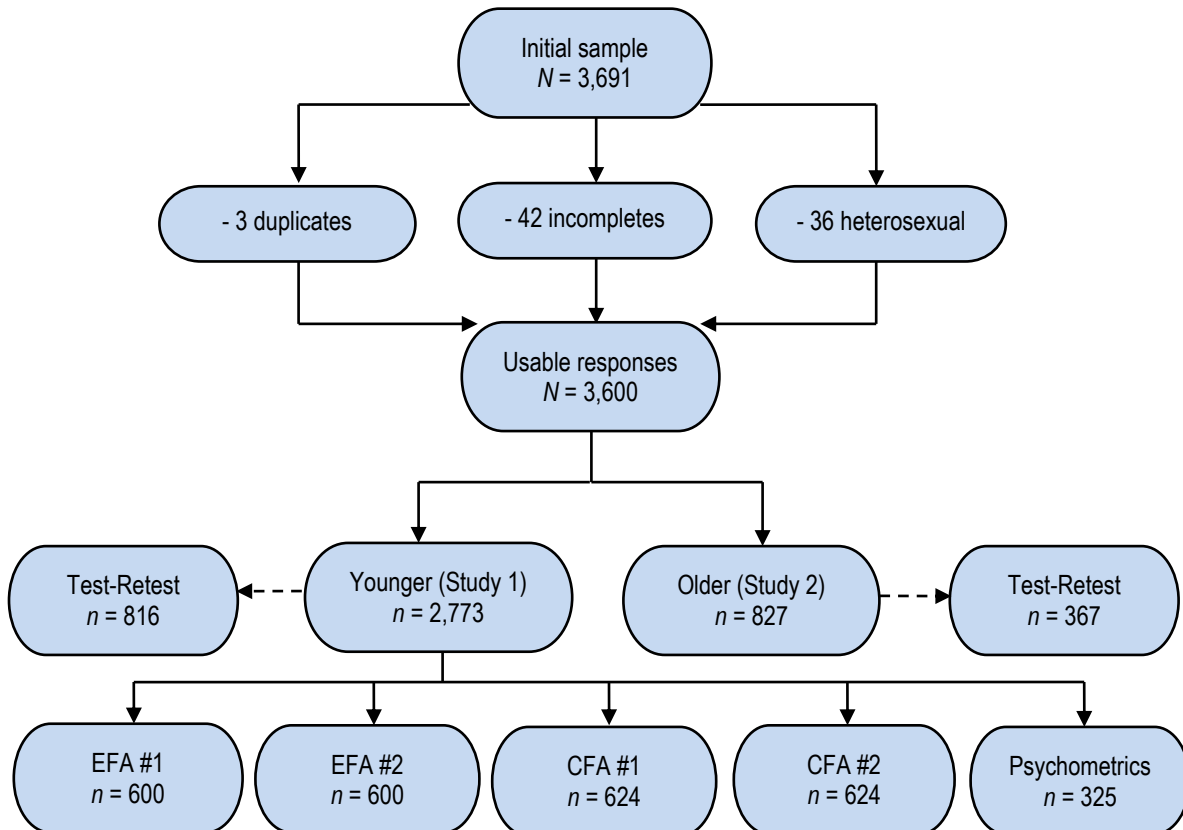 Initial sample
N = 3,691
- 3 duplicates
- 42 incompletes
- 36 heterosexual
Usable responses
N = 3,600
Test-Retest
n = 816
Younger (Study 1)
n = 2,773
Older (Study 2)
n = 827
Test-Retest
n = 367
EFA #1
n = 600
EFA #2
n = 600
CFA #1
n = 624
CFA #2
n = 624
Psychometrics
n = 325